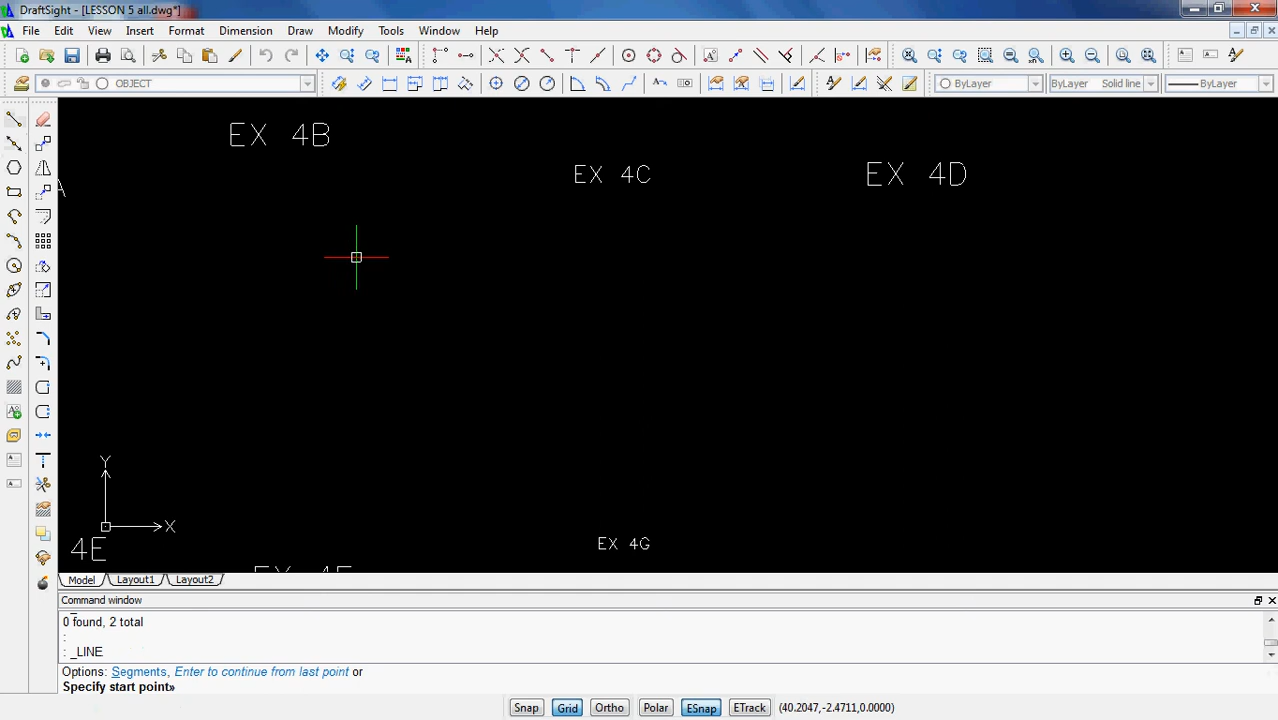 DraftSight - [LESSON 5 all.dwg*]
File Edit View Insert Format Dimension Draw Modify Tools Window Help
OBJECT ByLayer ByLayer Solid line ByLayer
EX 4B
EX 4C
EX 4D
A
Y
X
4E
EX 4G
EX 4F
Model Layout1 Layout2
Command window
0 found, 2 total
:
: _LINE
Options: Segments, Enter to continue from last point or
Specify start point»
Snap Grid Ortho Polar ESnap ETrack (40.2047,-2.4711,0.0000)